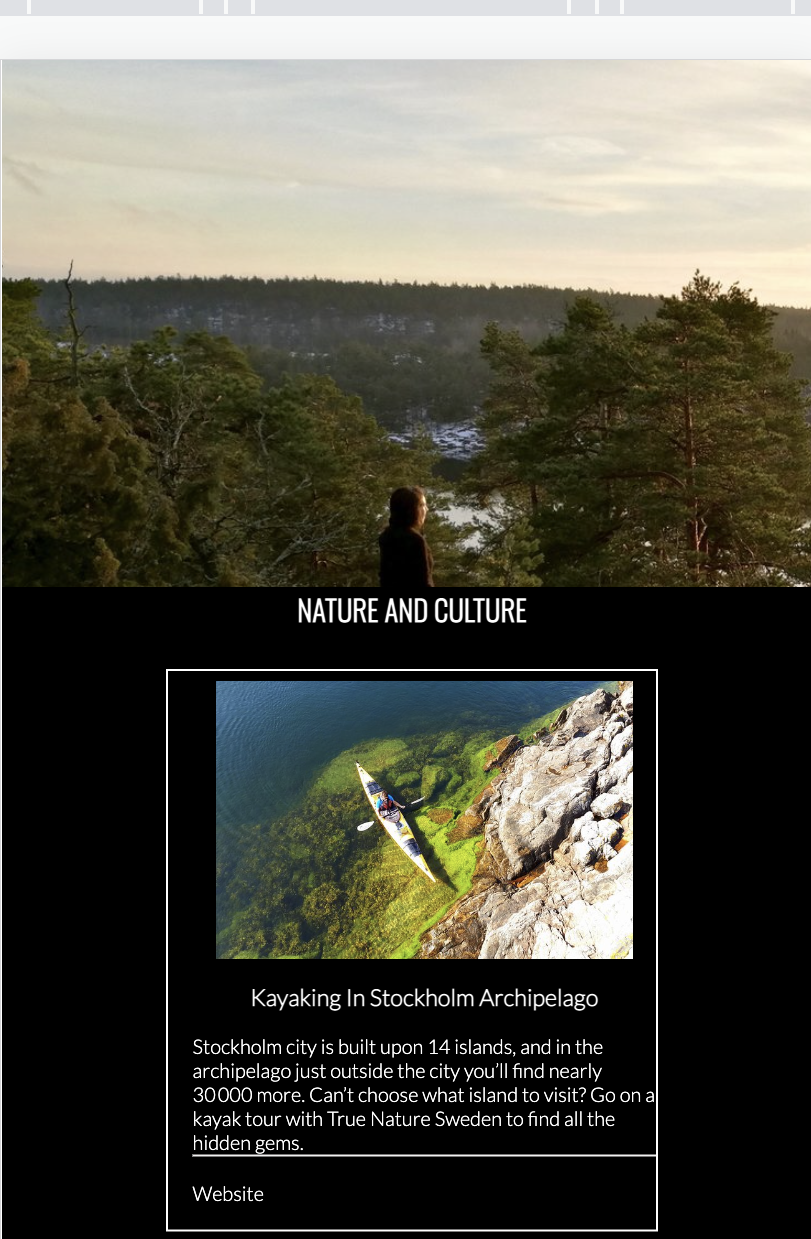 NATURE AND CULTURE
Kayaking In Stockholm Archipelago
Stockholm city is built upon 14 islands, and in the
archipelago just outside the city you’ll find nearly
30 000 more. Can’t choose what island to visit? Go on a
kayak tour with True Nature Sweden to find all the
hidden gems.
Website